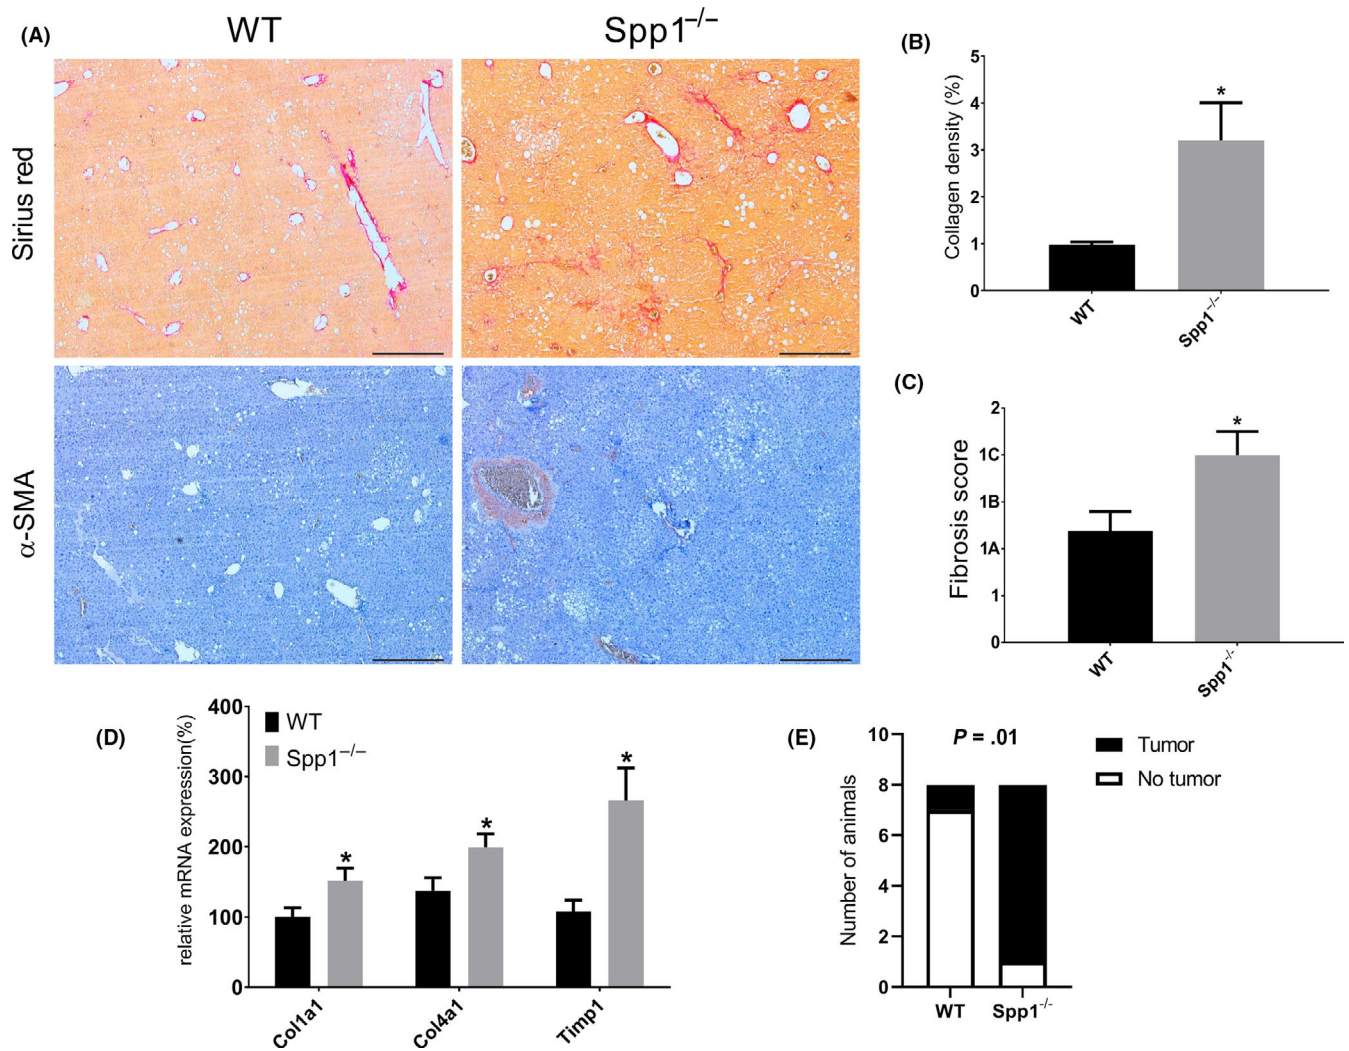 (A)
WT
Spp1⁻/⁻
Sirius red
α-SMA
(B)
Collagen density (%)
5
4
3
2
1
0
*
WT
Spp1⁻/⁻
(C)
Fibrosis score
2
1C
1B
1A
1
0
*
WT
Spp1⁻/⁻
(D)
relative mRNA expression(%)
400
300
200
100
0
WT
Spp1⁻/⁻
*
*
*
Col1a1
Col4a1
Timp1
(E)
Number of animals
10
8
6
4
2
0
P = .01
Tumor
No tumor
WT
Spp1⁻/⁻